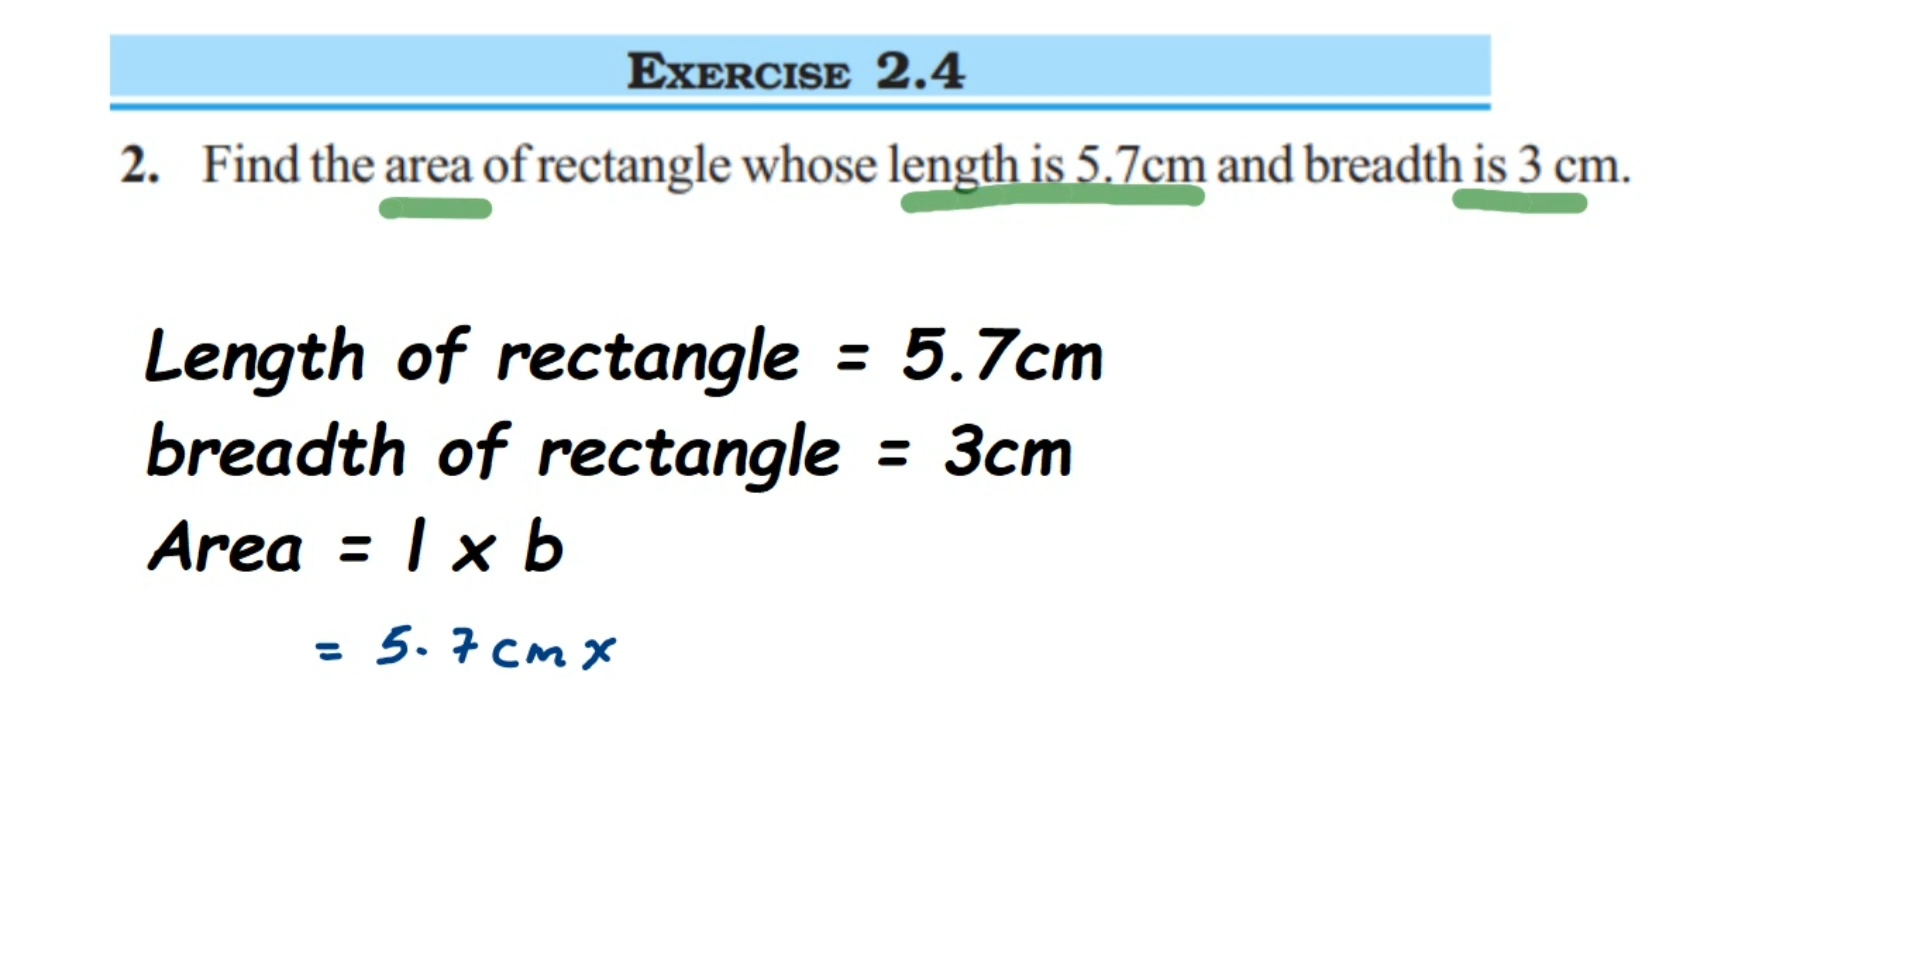 EXERCISE 2.4
2. Find the area of rectangle whose length is 5.7cm and breadth is 3 cm.
Length of rectangle = 5.7cm
breadth of rectangle = 3cm
Area = l x b
= 5.7cm x